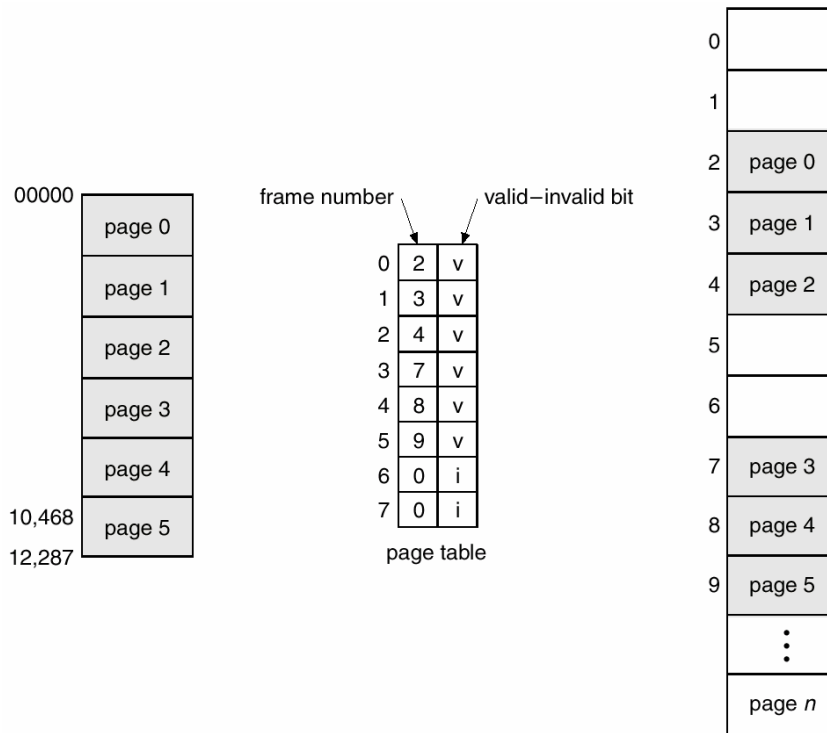 00000
page 0
page 1
page 2
page 3
page 4
10,468
page 5
12,287
frame number
valid–invalid bit
0 2 v
1 3 v
2 4 v
3 7 v
4 8 v
5 9 v
6 0 i
7 0 i
page table
0
1
2 page 0
3 page 1
4 page 2
5
6
7 page 3
8 page 4
9 page 5
⋮
page n